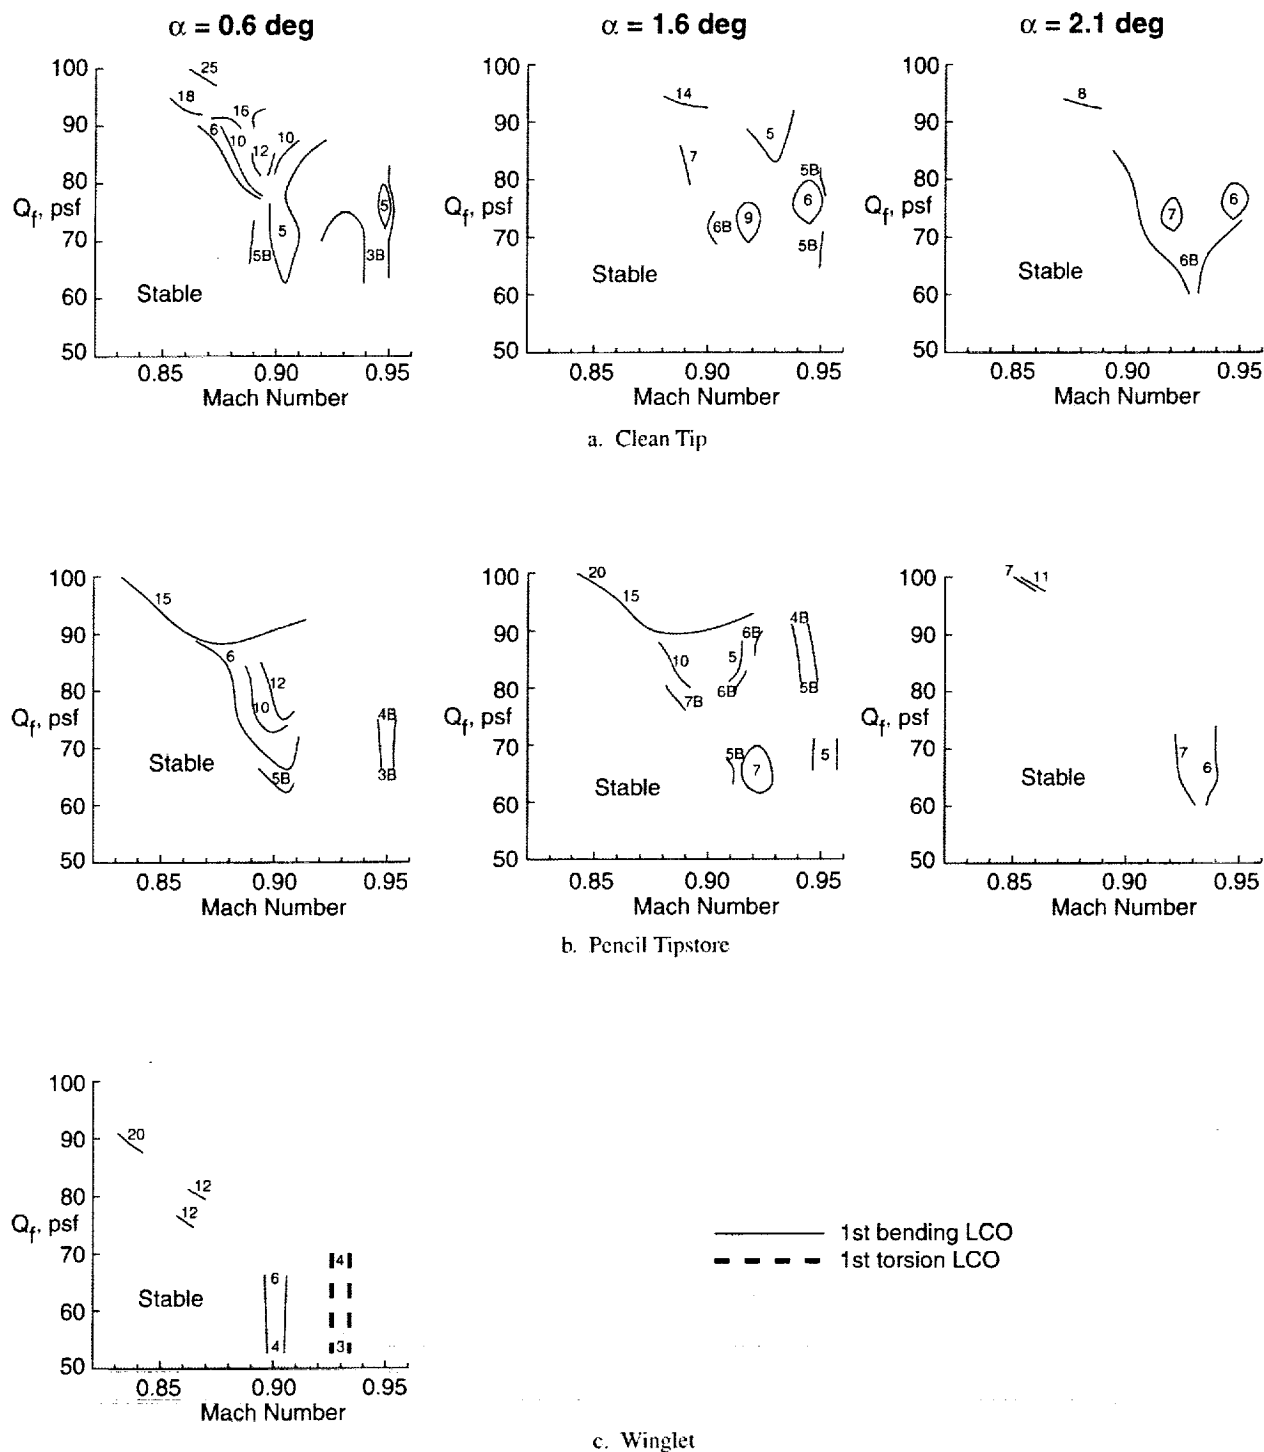 α = 0.6 deg
α = 1.6 deg
α = 2.1 deg
100
90
80
70
60
50
Q_f, psf
25
18
16
6
10
12
10
5
5B
5
3B
Stable
0.85 0.90 0.95
Mach Number
100
90
80
70
60
50
Q_f, psf
14
5
7
5B
6
9
6B
5B
Stable
0.85 0.90 0.95
Mach Number
100
90
80
70
60
50
8
7
6
6B
Stable
0.85 0.90 0.95
Mach Number
a. Clean Tip
100
90
80
70
60
50
Q_f, psf
15
6
12
10
4B
5B
3B
Stable
0.85 0.90 0.95
Mach Number
100
90
80
70
60
50
Q_f, psf
20
15
4B
6B
5
10
6B
7B
5B
5B
7
5
Stable
0.85 0.90 0.95
Mach Number
100
90
80
70
60
50
Q_f, psf
7
11
7
6
Stable
0.85 0.90 0.95
Mach Number
b. Pencil Tipstore
100
90
80
70
60
50
Q_f, psf
20
12
12
6
4
4
3
Stable
0.85 0.90 0.95
Mach Number
1st bending LCO
1st torsion LCO
c. Winglet